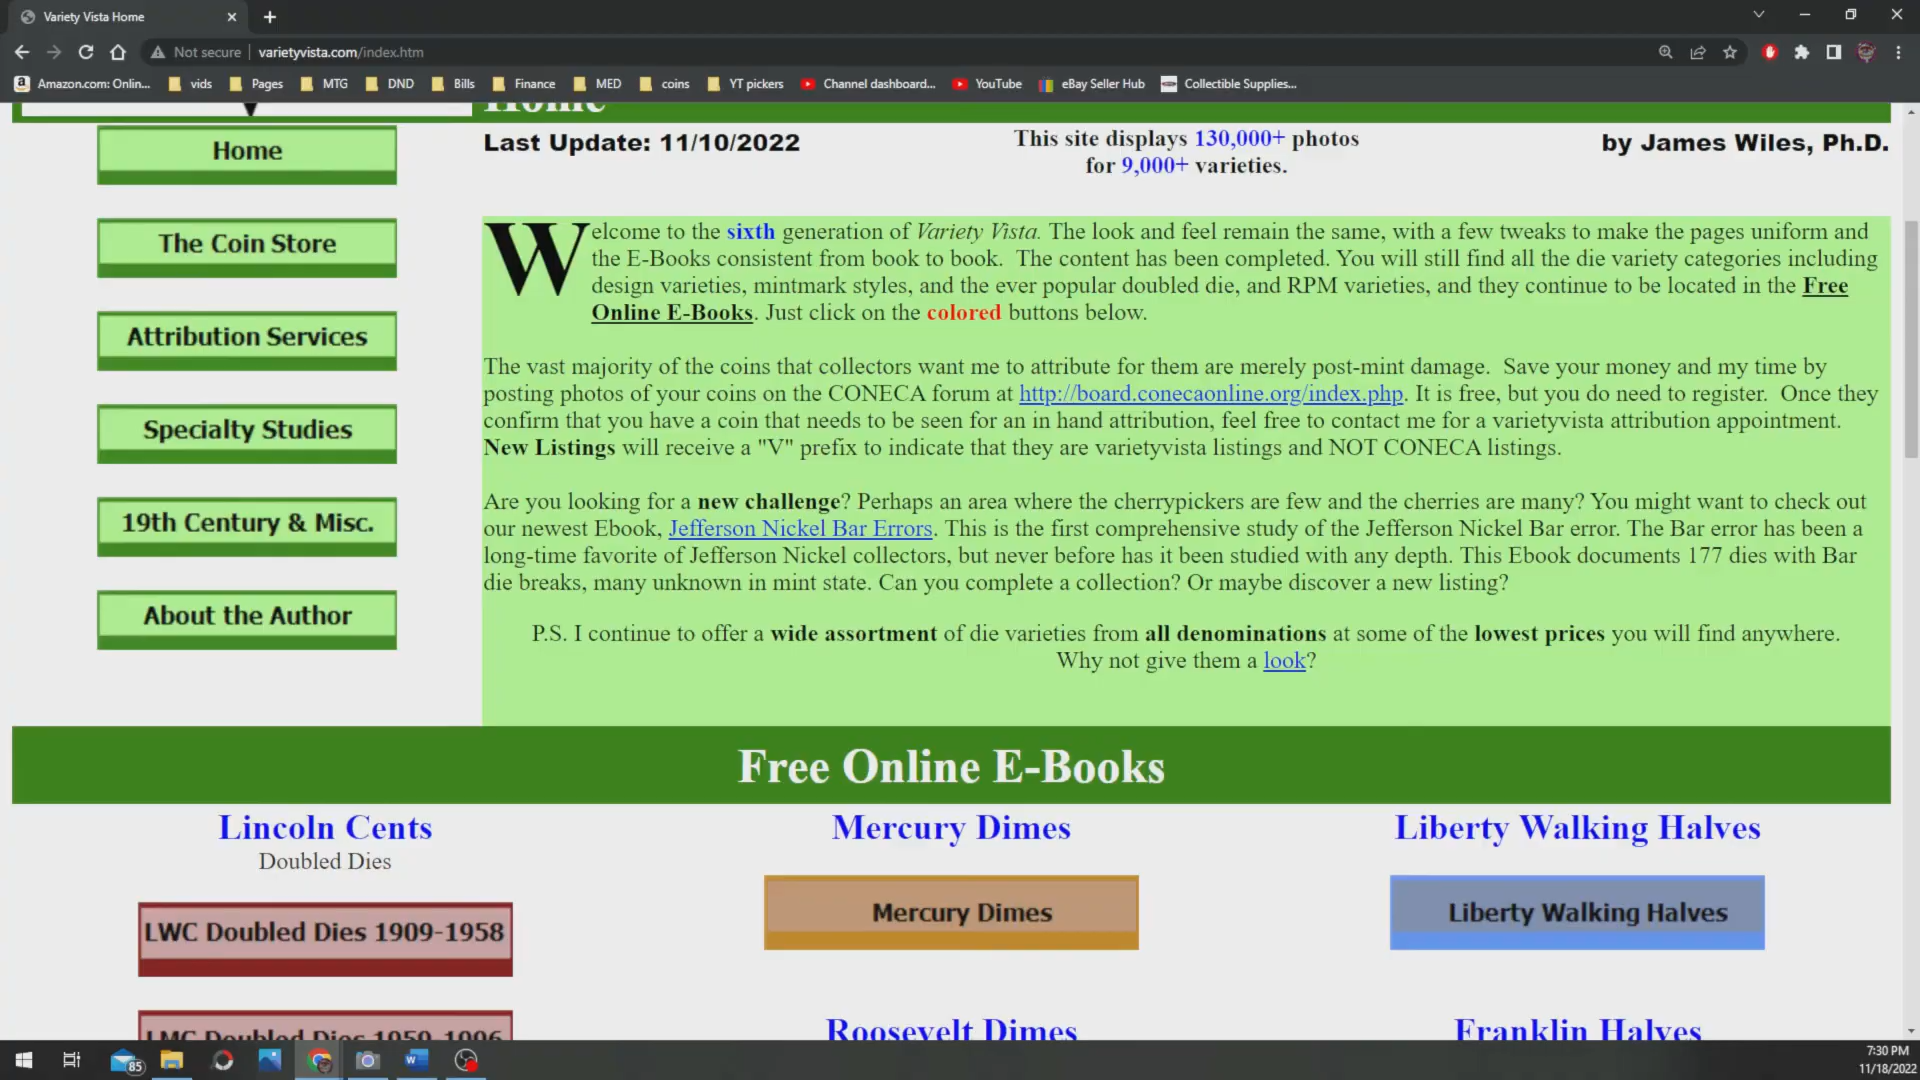 Variety Vista Home
Not secure
varietyvista.com/index.htm
Amazon.com: Onlin...
vids
Pages
MTG
DND
Bills
Finance
MED
coins
YT pickers
Channel dashboard...
YouTube
eBay Seller Hub
Collectible Supplies...
Home
Last Update: 11/10/2022
This site displays 130,000+ photos
for 9,000+ varieties.
by James Wiles, Ph.D.
Home
The Coin Store
Attribution Services
Specialty Studies
19th Century & Misc.
About the Author
Welcome to the sixth generation of Variety Vista. The look and feel remain the same, with a few tweaks to make the pages uniform and
the E-Books consistent from book to book. The content has been completed. You will still find all the die variety categories including
design varieties, mintmark styles, and the ever popular doubled die, and RPM varieties, and they continue to be located in the Free
Online E-Books. Just click on the colored buttons below.
The vast majority of the coins that collectors want me to attribute for them are merely post-mint damage. Save your money and my time by
posting photos of your coins on the CONECA forum at http://board.conecaonline.org/index.php. It is free, but you do need to register. Once they
confirm that you have a coin that needs to be seen for an in hand attribution, feel free to contact me for a varietyvista attribution appointment.
New Listings will receive a "V" prefix to indicate that they are varietyvista listings and NOT CONECA listings.
Are you looking for a new challenge? Perhaps an area where the cherrypickers are few and the cherries are many? You might want to check out
our newest Ebook, Jefferson Nickel Bar Errors. This is the first comprehensive study of the Jefferson Nickel Bar error. The Bar error has been a
long-time favorite of Jefferson Nickel collectors, but never before has it been studied with any depth. This Ebook documents 177 dies with Bar
die breaks, many unknown in mint state. Can you complete a collection? Or maybe discover a new listing?
P.S. I continue to offer a wide assortment of die varieties from all denominations at some of the lowest prices you will find anywhere.
Why not give them a look?
Free Online E-Books
Lincoln Cents
Doubled Dies
LWC Doubled Dies 1909-1958
LMC Doubled Dies 1959-1996
Mercury Dimes
Mercury Dimes
Roosevelt Dimes
Liberty Walking Halves
Liberty Walking Halves
Franklin Halves
85
7:30 PM
11/18/2022